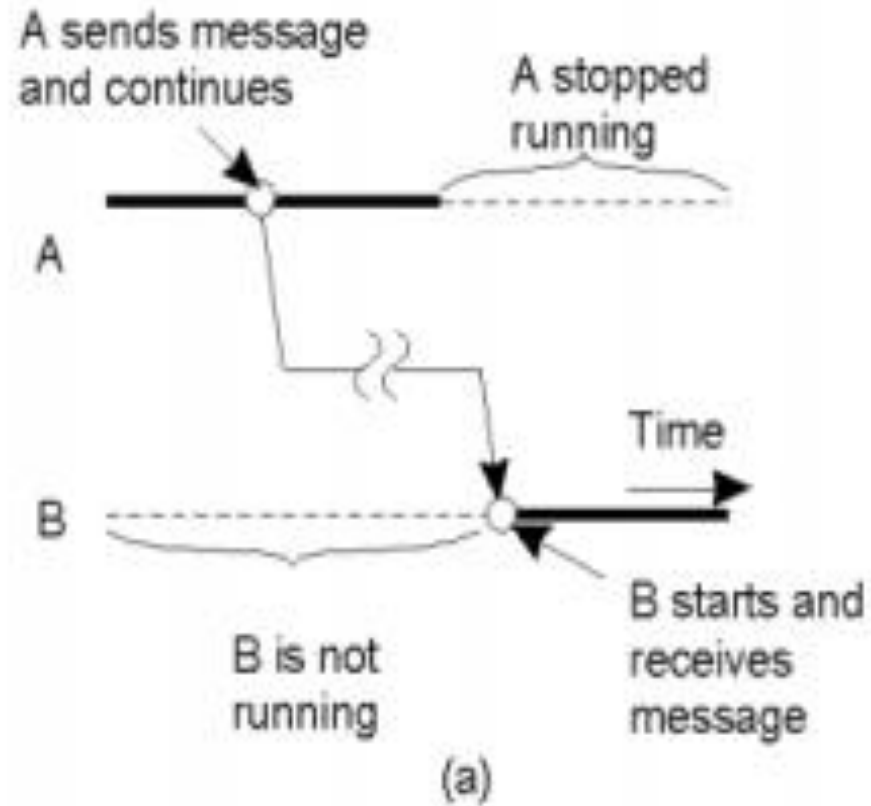 A sends message
and continues
A stopped
running
A
Time
B
B is not
running
B starts and
receives
message
(a)